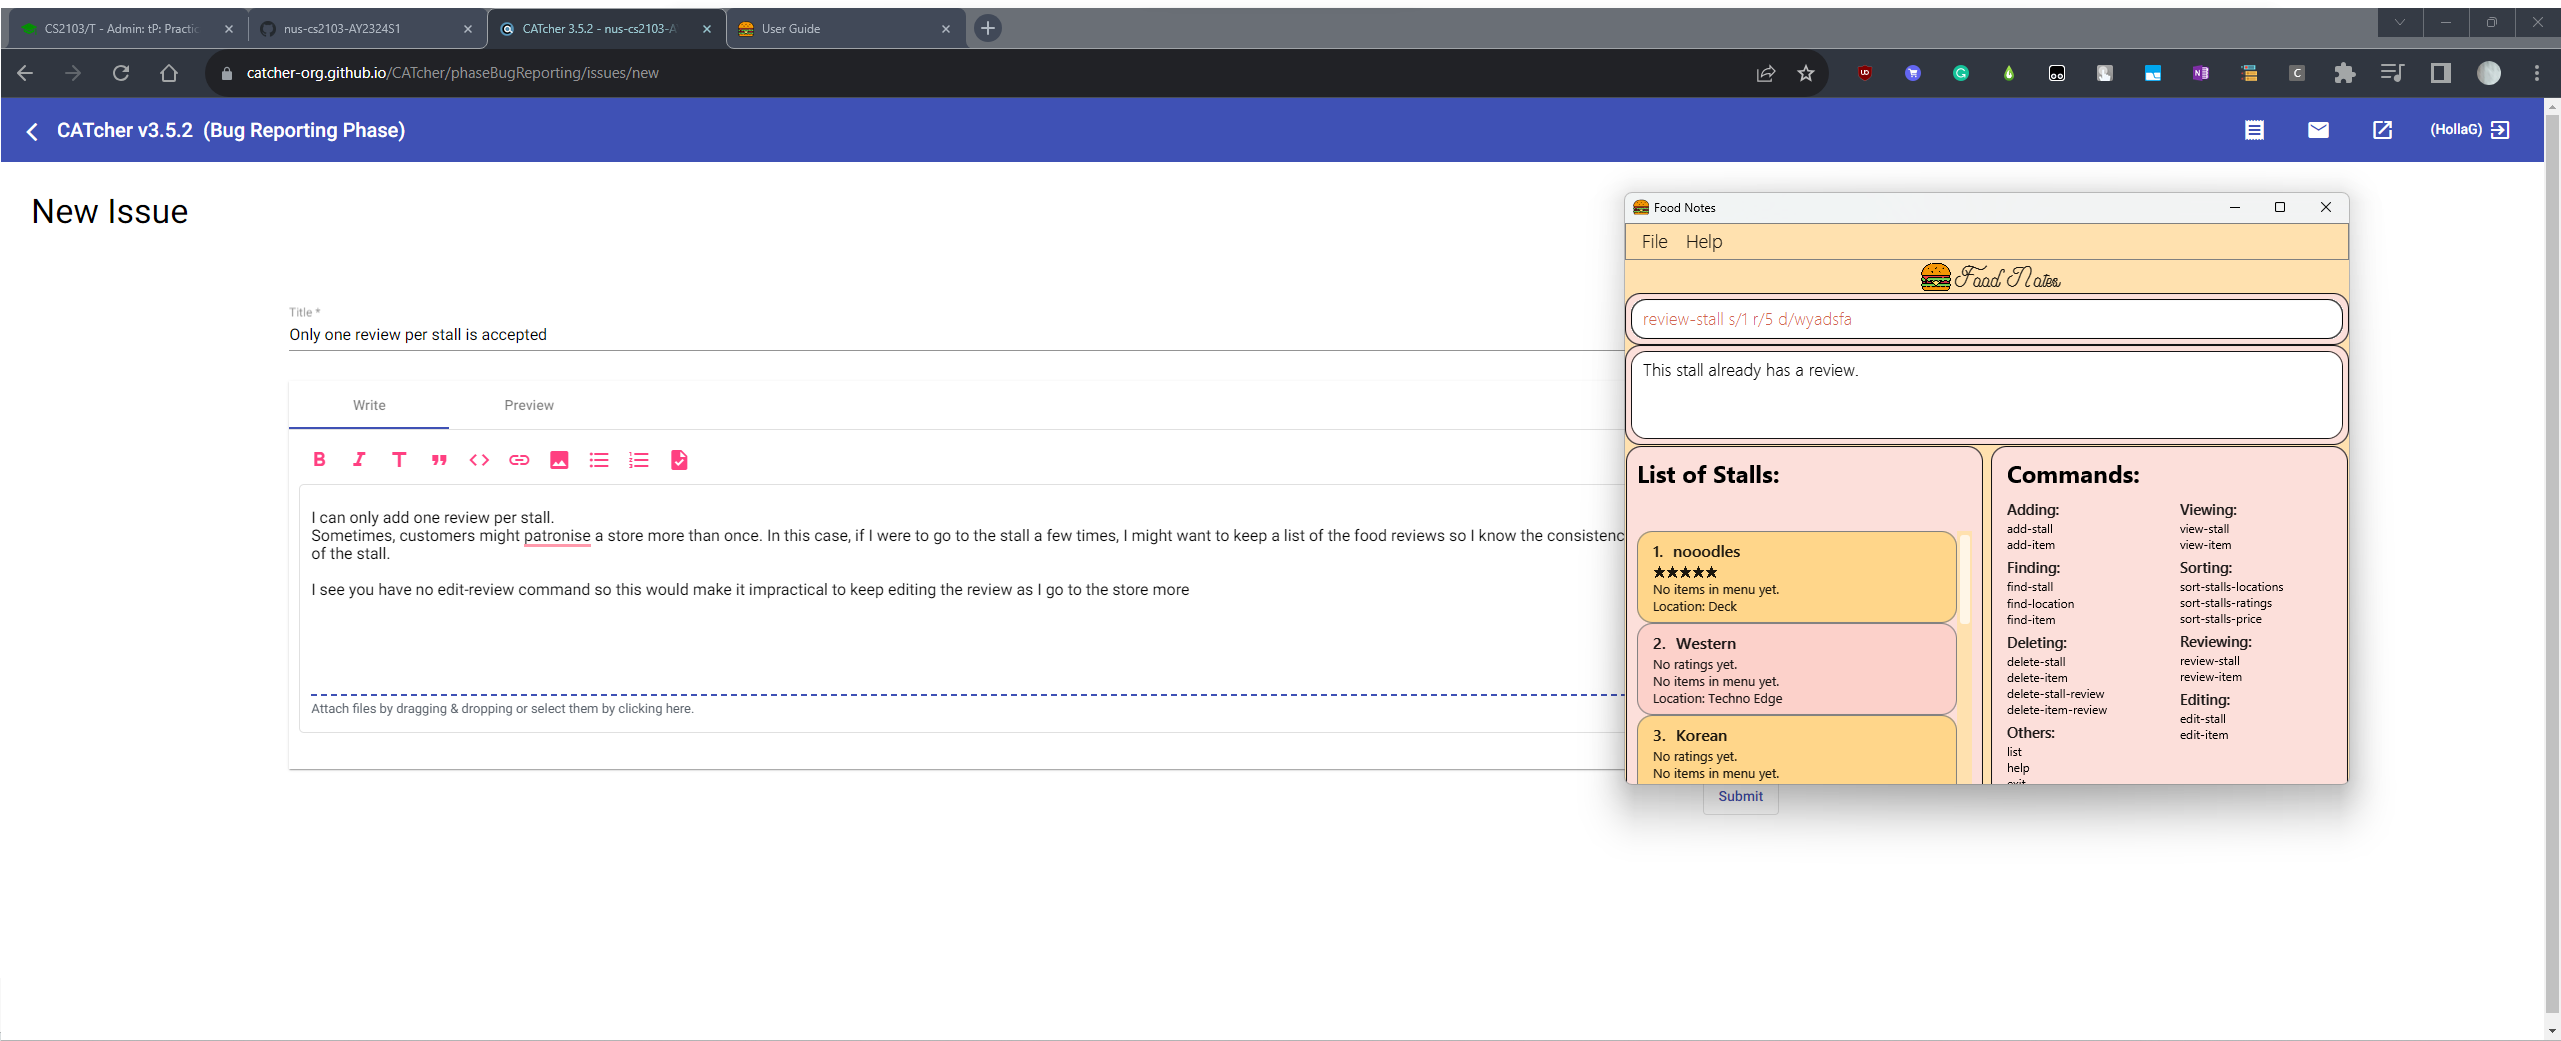 CS2103/T - Admin: tP: Practic
nus-cs2103-AY2324S1
CATcher 3.5.2 - nus-cs2103-A
User Guide
catcher-org.github.io/CATcher/phaseBugReporting/issues/new
CATcher v3.5.2 (Bug Reporting Phase)
(HollaG)
New Issue
Title *
Only one review per stall is accepted
Write
Preview
I can only add one review per stall.
Sometimes, customers might patronise a store more than once. In this case, if I were to go to the stall a few times, I might want to keep a list of the food reviews so I know the consistenc
of the stall.
I see you have no edit-review command so this would make it impractical to keep editing the review as I go to the store more
Attach files by dragging & dropping or select them by clicking here.
Submit
Food Notes
File Help
Food Notes
review-stall s/1 r/5 d/wyadsfa
This stall already has a review.
List of Stalls:
1. nooodles
★★★★★
No items in menu yet.
Location: Deck
2. Western
No ratings yet.
No items in menu yet.
Location: Techno Edge
3. Korean
No ratings yet.
No items in menu yet.
Commands:
Adding:
add-stall
add-item
Finding:
find-stall
find-location
find-item
Deleting:
delete-stall
delete-item
delete-stall-review
delete-item-review
Others:
list
help
exit
Viewing:
view-stall
view-item
Sorting:
sort-stalls-locations
sort-stalls-ratings
sort-stalls-price
Reviewing:
review-stall
review-item
Editing:
edit-stall
edit-item